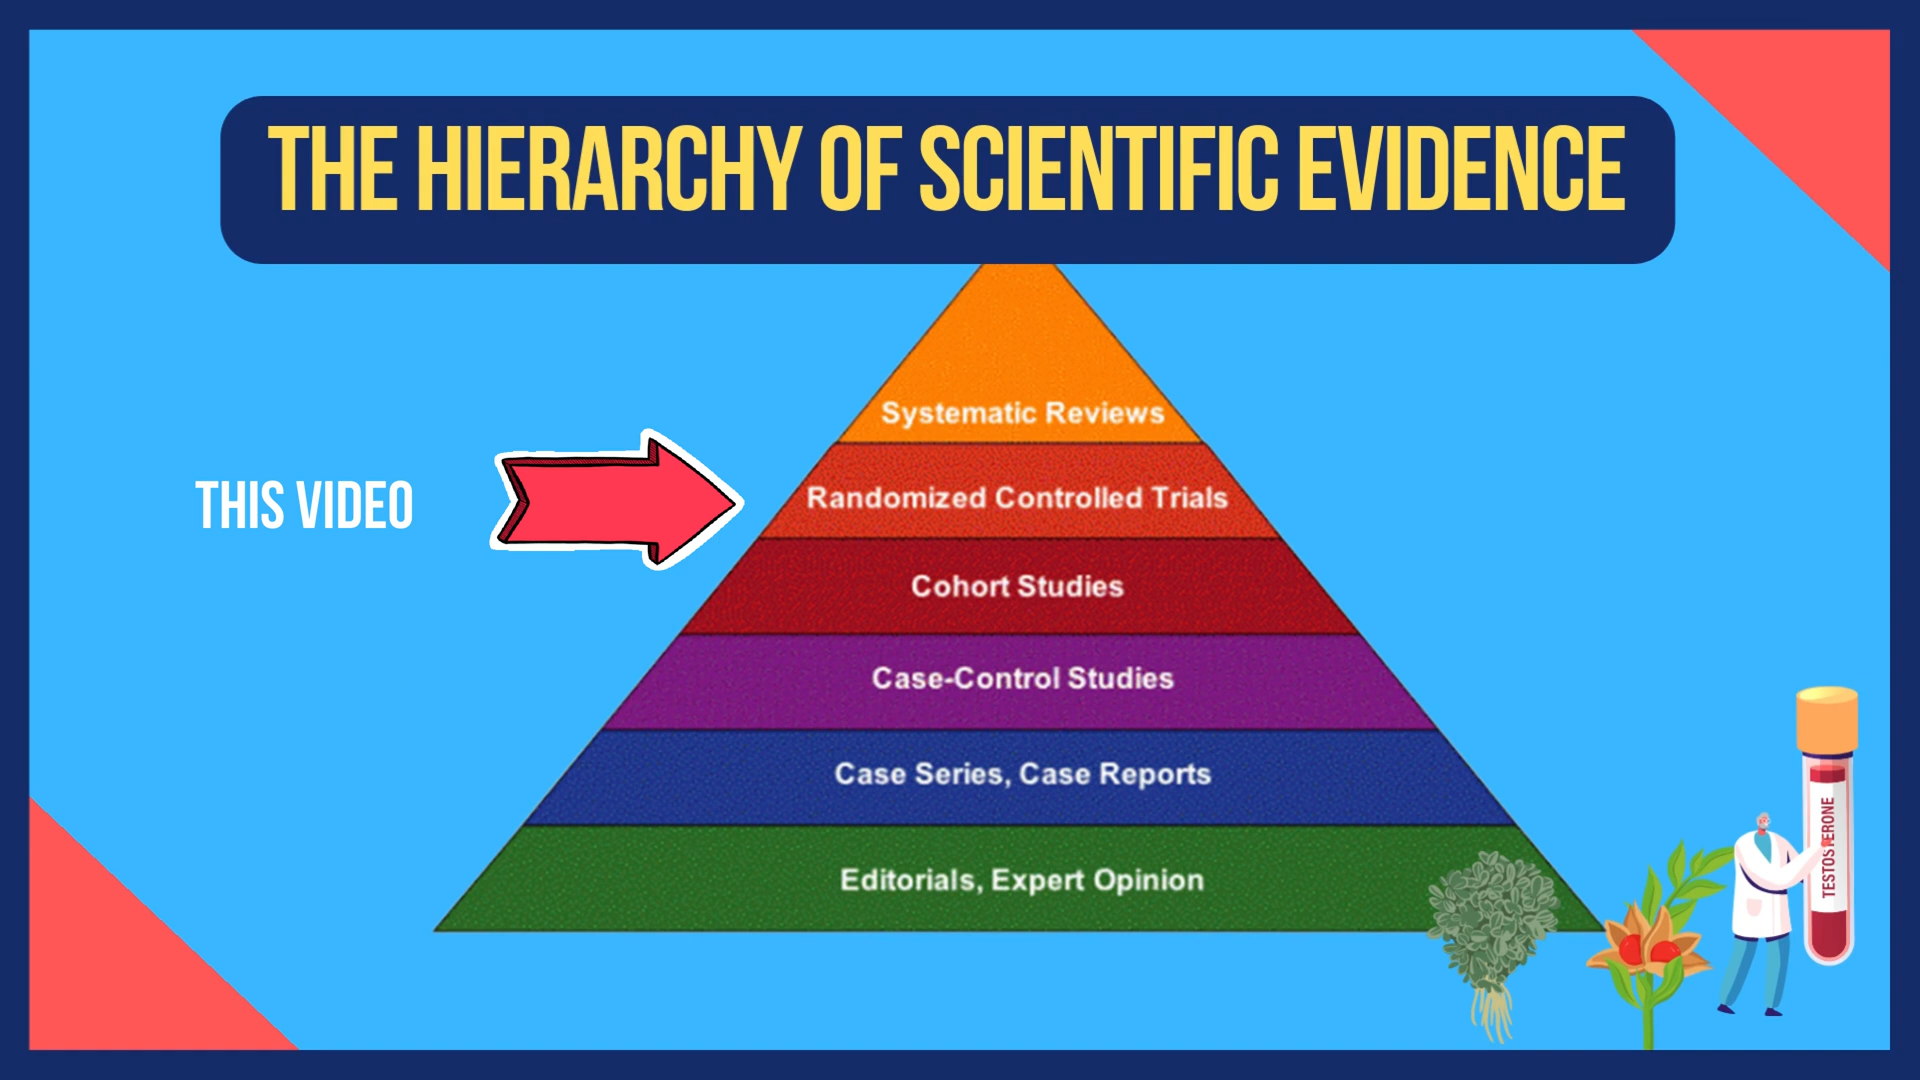 THE HIERARCHY OF SCIENTIFIC EVIDENCE
Systematic Reviews
THIS VIDEO
Randomized Controlled Trials
Cohort Studies
Case-Control Studies
Case Series, Case Reports
Editorials, Expert Opinion
TESTOSTERONE